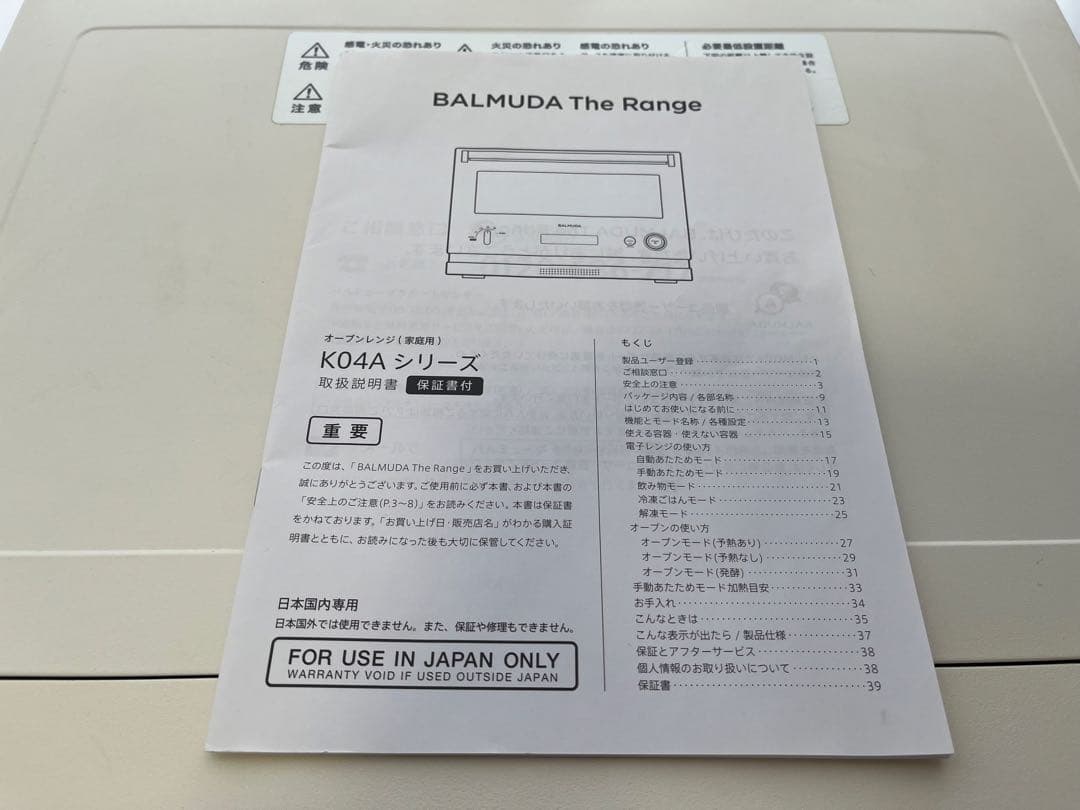 感電・火災の恐れあり
火災の恐れあり
感電の恐れあり
必要最低設置距離
危険
注意
BALMUDA The Range
BALMUDA
オーブンレンジ(家庭用)
K04A シリーズ
取扱説明書 保証書付
重要
この度は、「BALMUDA The Range」をお買い上げいただき、
誠にありがとうございます。ご使用前に必ず本書、および本書の
「安全上のご注意(P.3~8)」をお読みください。本書は保証書
をかねております。「お買い上げ日・販売店名」がわかる購入証
明書とともに、お読みになった後も大切に保管してください。
日本国内専用
日本国外では使用できません。また、保証や修理もできません。
FOR USE IN JAPAN ONLY
WARRANTY VOID IF USED OUTSIDE JAPAN
もくじ
製品ユーザー登録 1
ご相談窓口 2
安全上の注意 3
パッケージ内容 / 各部名称 9
はじめてお使いになる前に 11
機能とモード名称 / 各種設定 13
使える容器・使えない容器 15
電子レンジの使い方
自動あたためモード 17
手動あたためモード 19
飲み物モード 21
冷凍ごはんモード 23
解凍モード 25
オーブンの使い方
オーブンモード(予熱あり) 27
オーブンモード(予熱なし) 29
オーブンモード(発酵) 31
手動あたためモード加熱目安 33
お手入れ 34
こんなときは 35
こんな表示が出たら / 製品仕様 37
保証とアフターサービス 38
個人情報のお取り扱いについて 38
保証書 39